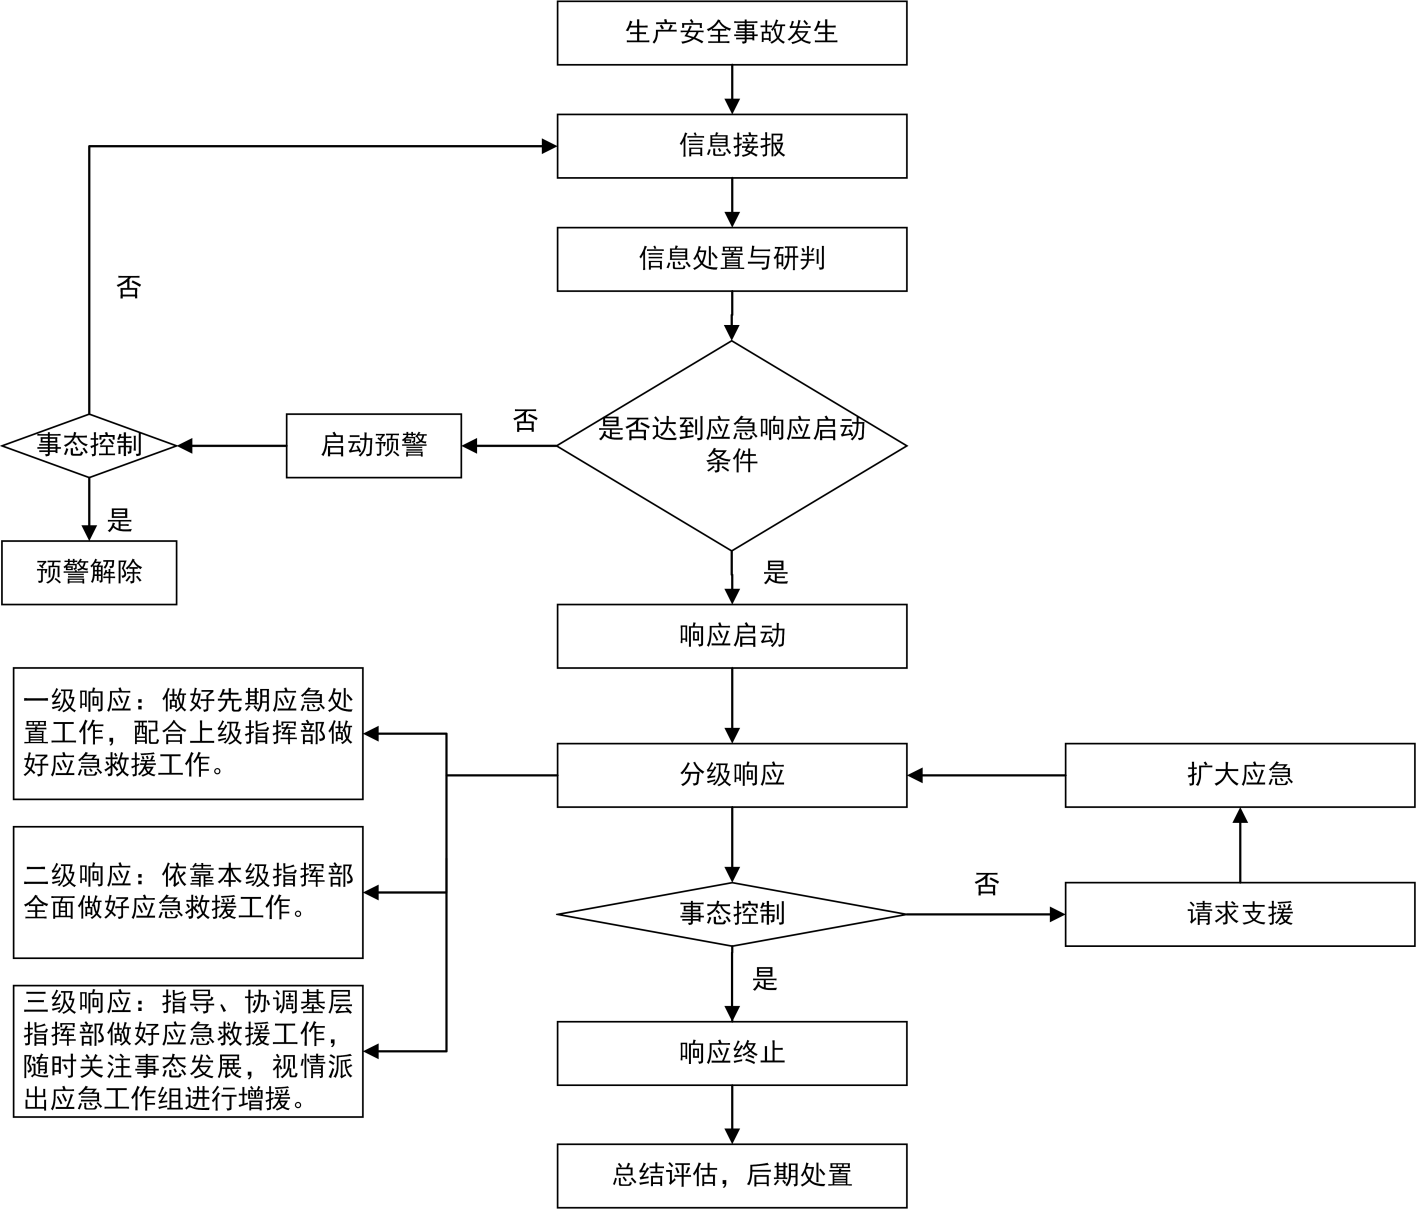 生产安全事故发生
信息接报
信息处置与研判
否
是否达到应急响应启动
条件
否
启动预警
事态控制
是
预警解除
是
响应启动
一级响应：做好先期应急处
置工作，配合上级指挥部做
好应急救援工作。
分级响应
扩大应急
二级响应：依靠本级指挥部
全面做好应急救援工作。
事态控制
否
请求支援
是
三级响应：指导、协调基层
指挥部做好应急救援工作，
随时关注事态发展，视情派
出应急工作组进行增援。
响应终止
总结评估，后期处置